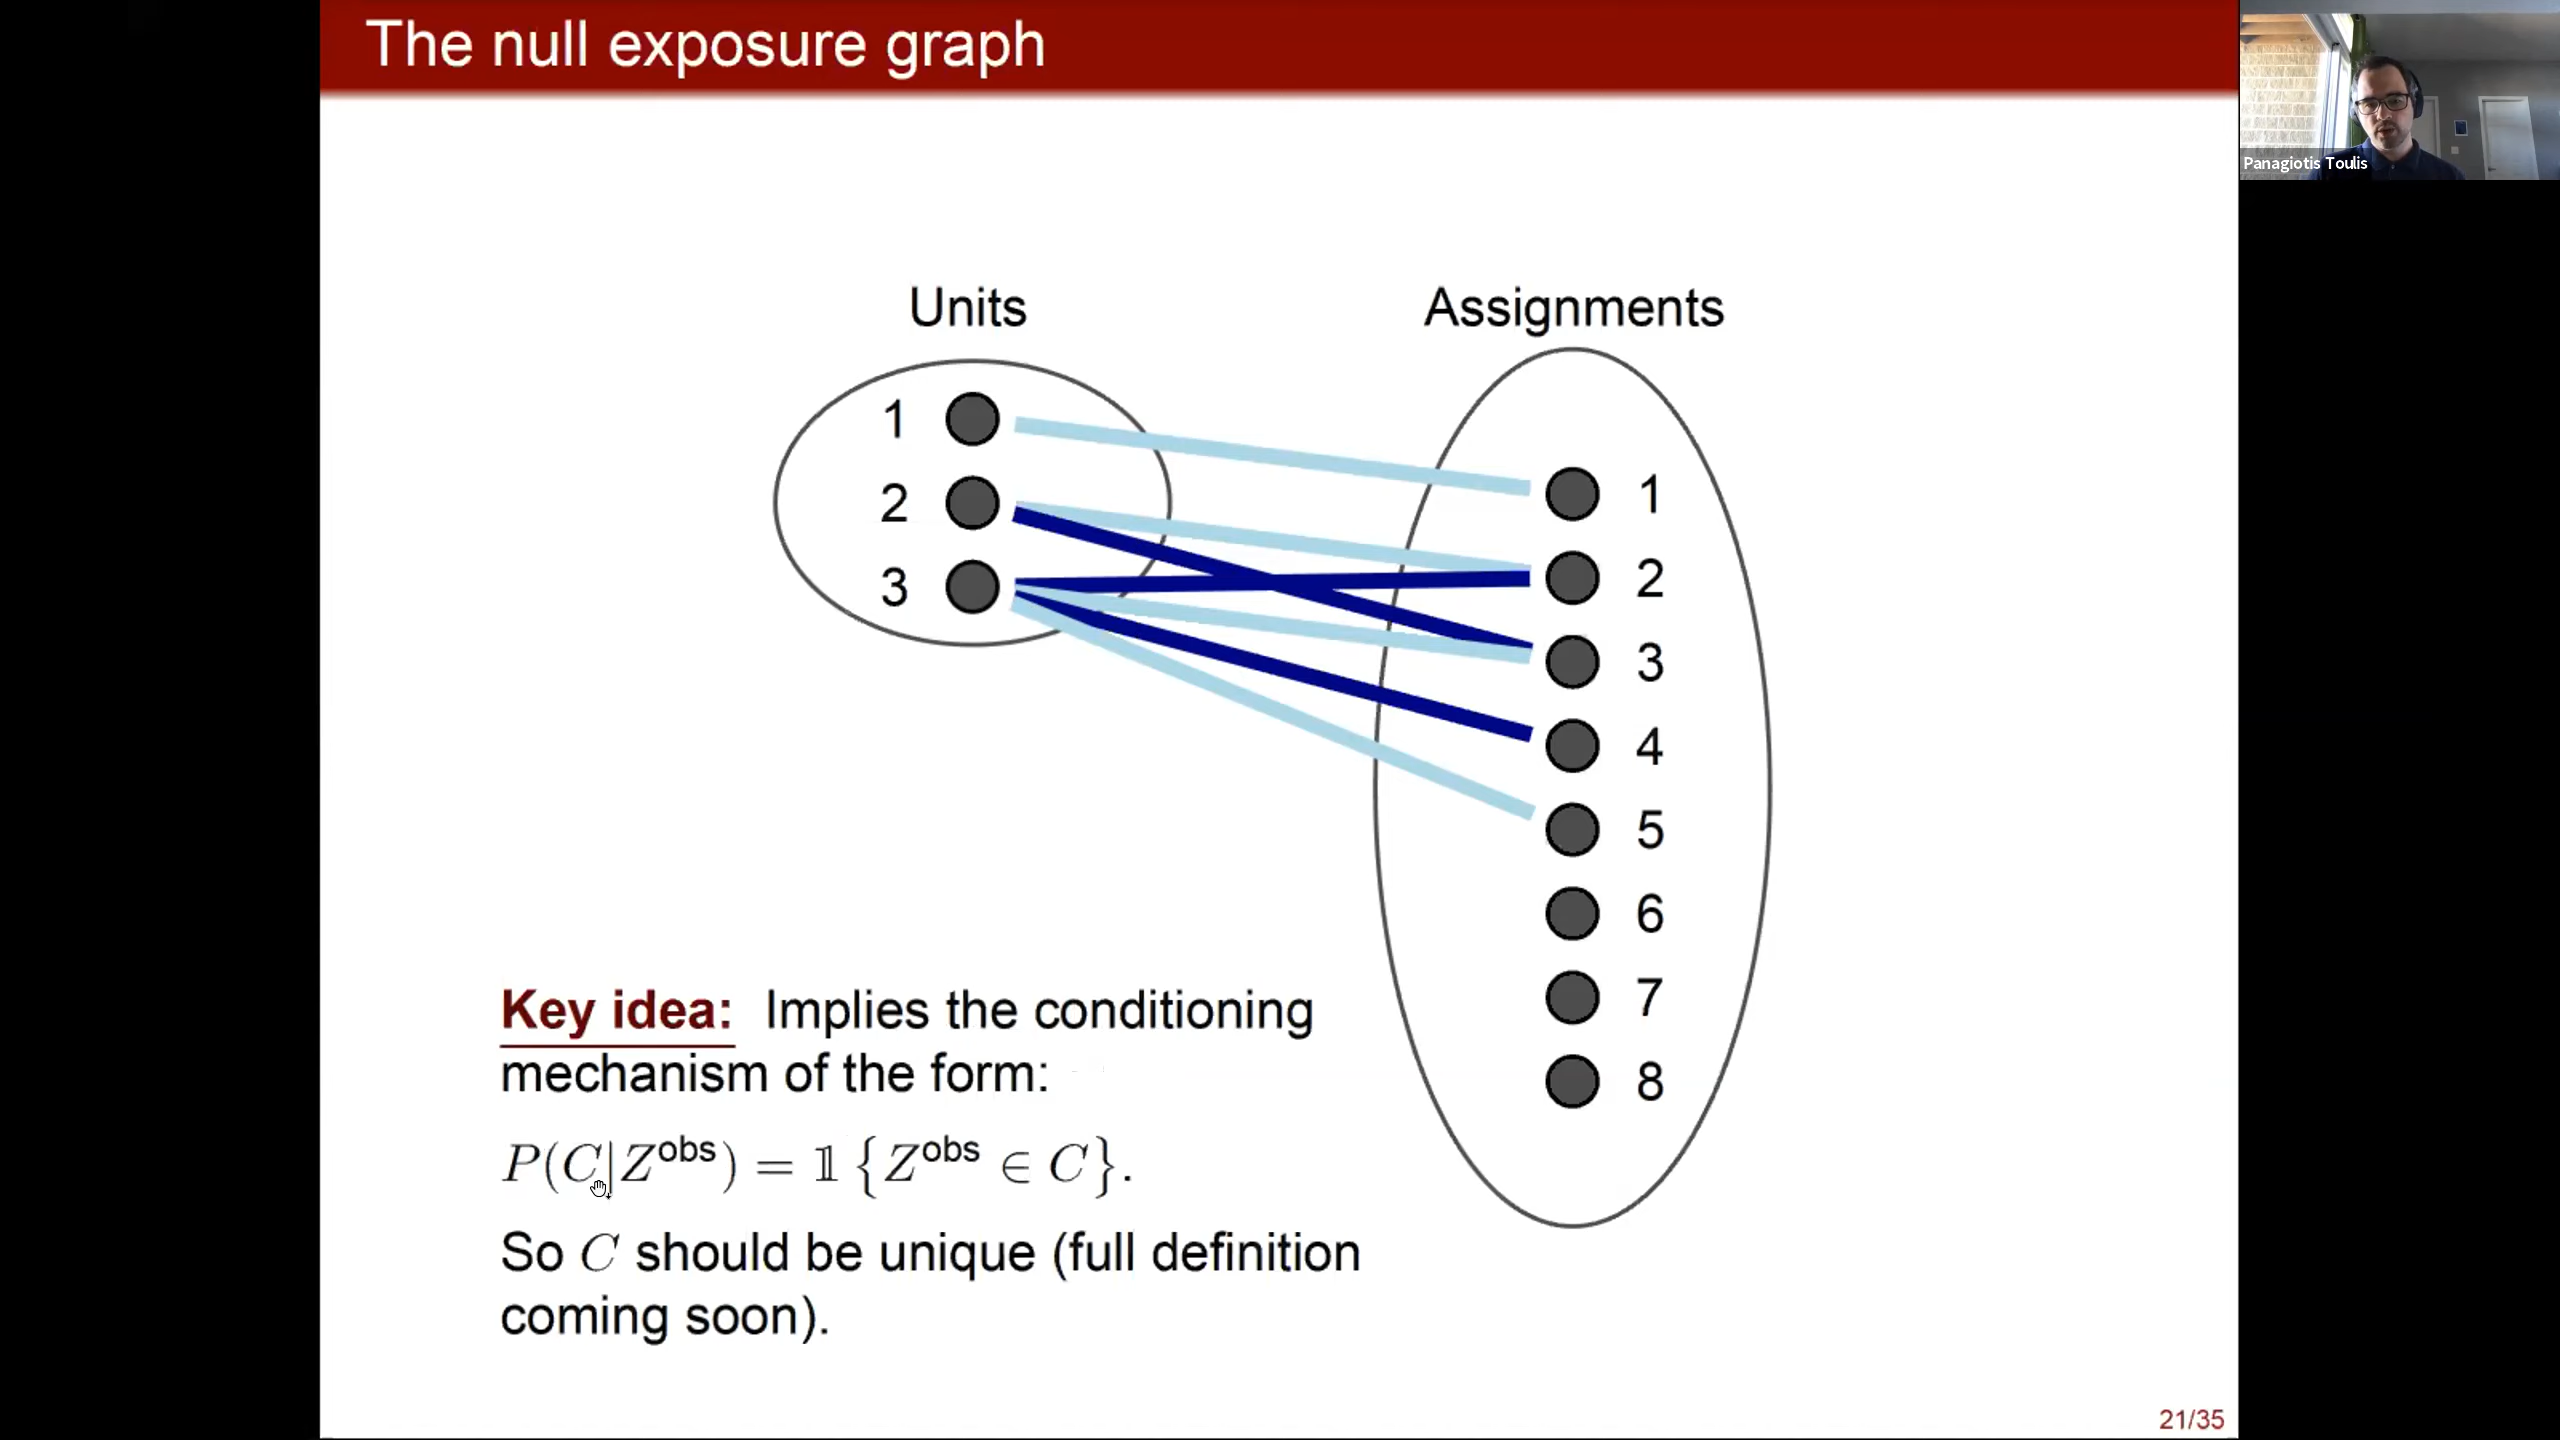 The null exposure graph
Panagiotis Toulis
Units
Assignments
1
2
3
1
2
3
4
5
6
7
8
Key idea: Implies the conditioning
mechanism of the form:
P(C|Z^obs) = 𝟙 {Z^obs ∈ C}.
So C should be unique (full definition
coming soon).
21/35